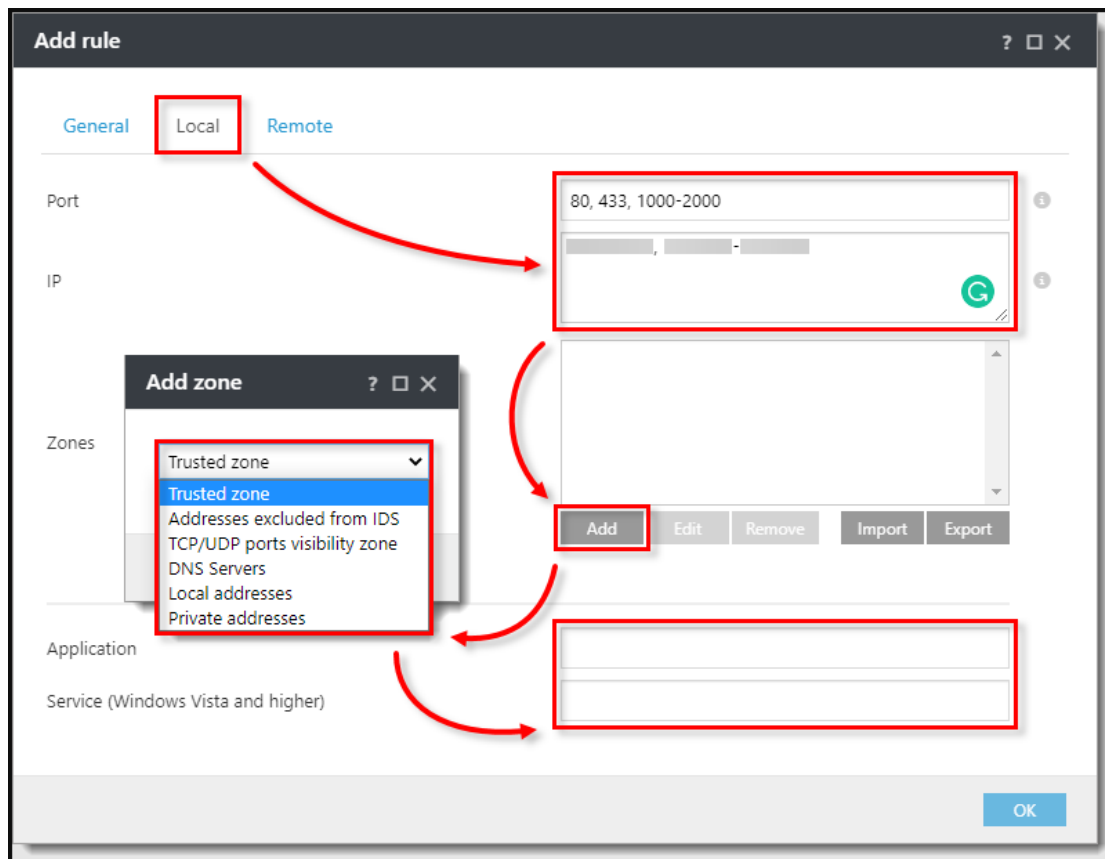 Add rule
?
General Local Remote
Port
80, 433, 1000-2000
IP
, -
Add zone
?
Zones
Trusted zone
Trusted zone
Addresses excluded from IDS
TCP/UDP ports visibility zone
DNS Servers
Local addresses
Private addresses
Add Edit Remove Import Export
Application
Service (Windows Vista and higher)
OK